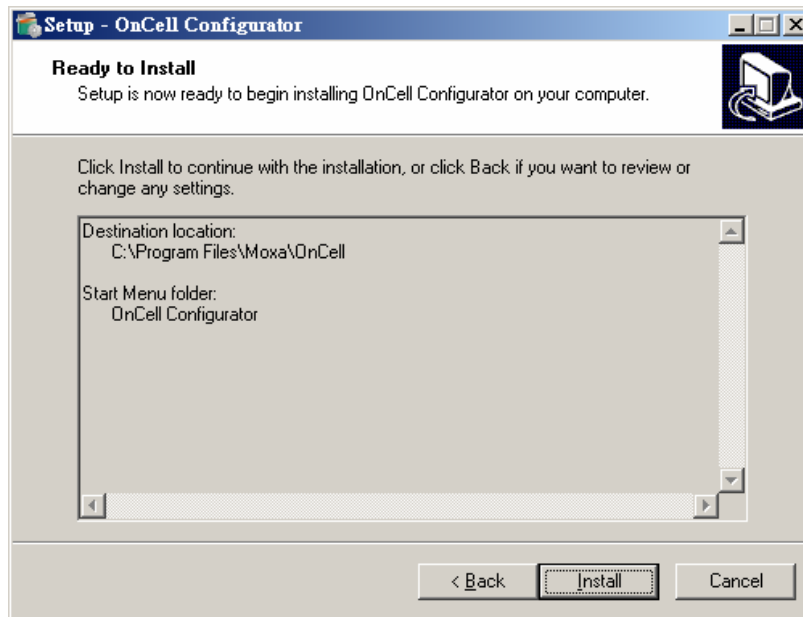 Setup - OnCell Configurator
Ready to Install
Setup is now ready to begin installing OnCell Configurator on your computer.
Click Install to continue with the installation, or click Back if you want to review or
change any settings.
Destination location:
C:\Program Files\Moxa\OnCell
Start Menu folder:
OnCell Configurator
< Back
Install
Cancel